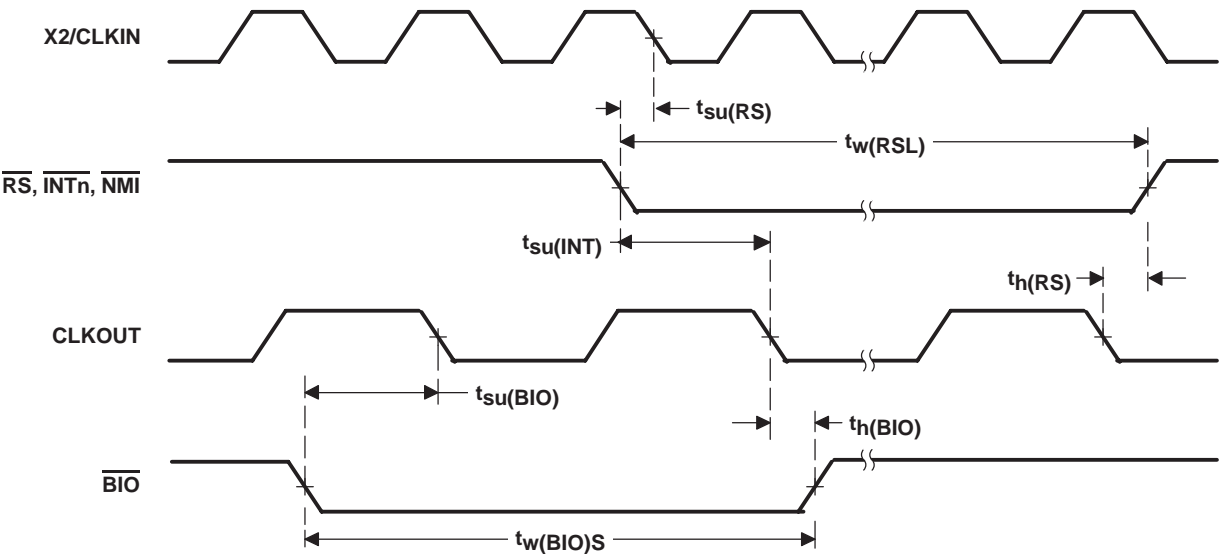 X2/CLKIN
tsu(RS)
tw(RSL)
RS, INTn, NMI
tsu(INT)
th(RS)
CLKOUT
tsu(BIO)
th(BIO)
BIO
tw(BIO)S